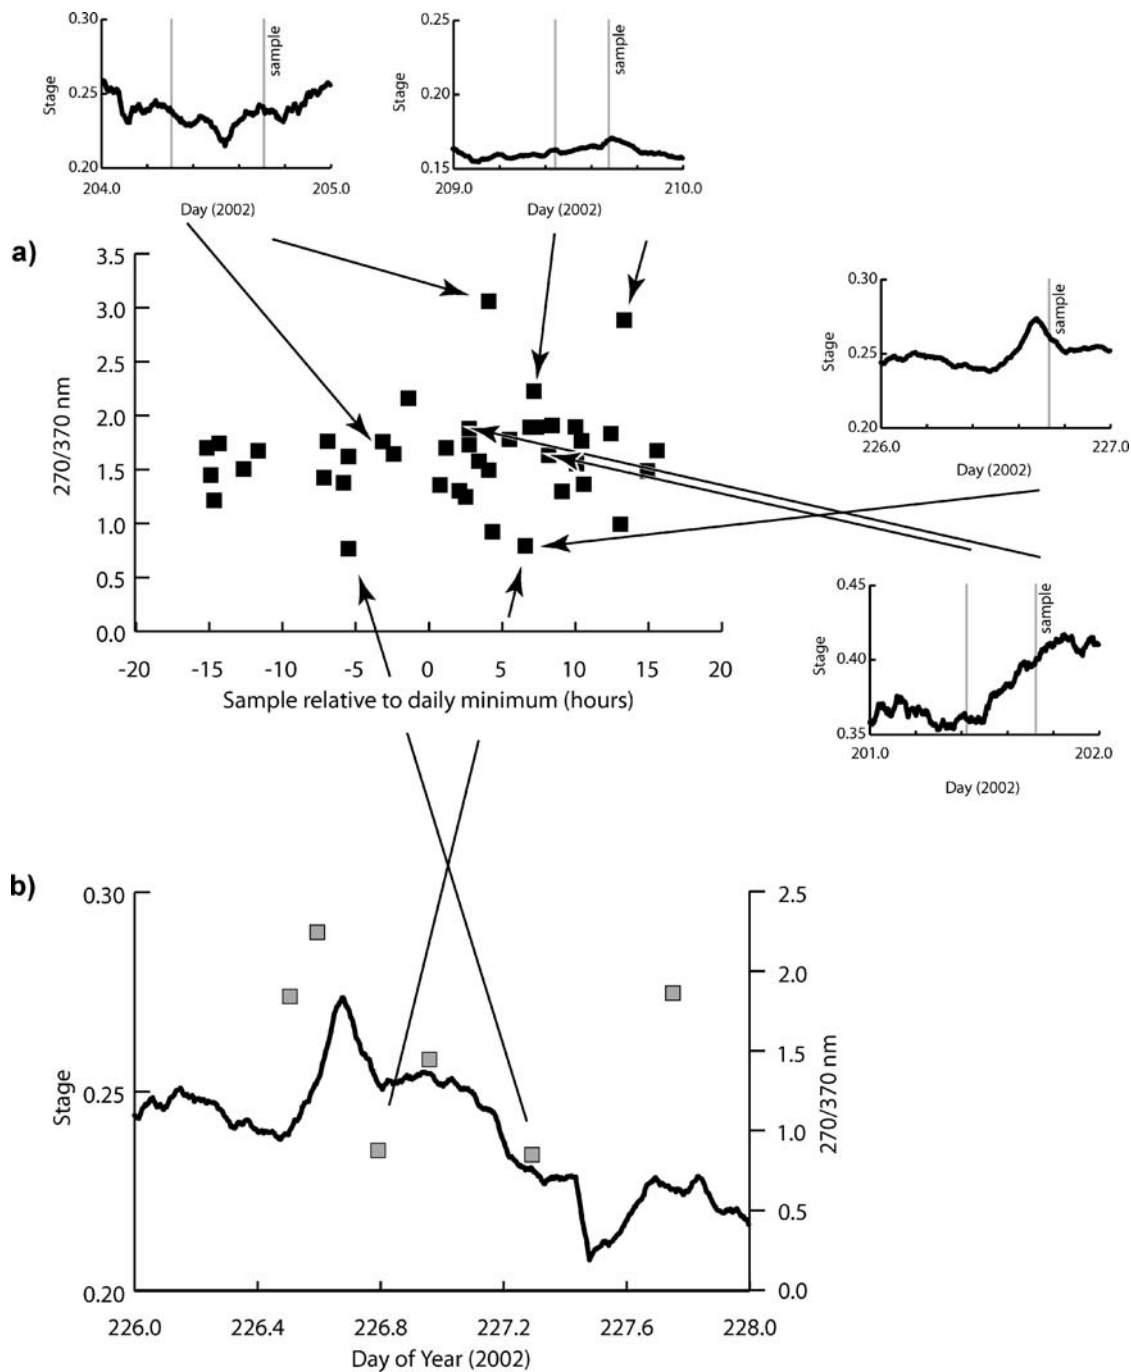 0.30
0.25
0.20
Stage
sample
204.0
205.0
Day (2002)
0.25
0.20
0.15
Stage
sample
209.0
210.0
Day (2002)
a)
3.5
3.0
2.5
2.0
1.5
1.0
0.5
0.0
270/370 nm
-20 -15 -10 -5 0 5 10 15 20
Sample relative to daily minimum (hours)
0.30
0.25
0.20
Stage
sample
226.0
227.0
Day (2002)
0.45
0.40
0.35
Stage
sample
201.0
202.0
Day (2002)
b)
0.30
0.25
0.20
Stage
2.5
2.0
1.5
1.0
0.5
0.0
270/370 nm
226.0 226.4 226.8 227.2 227.6 228.0
Day of Year (2002)